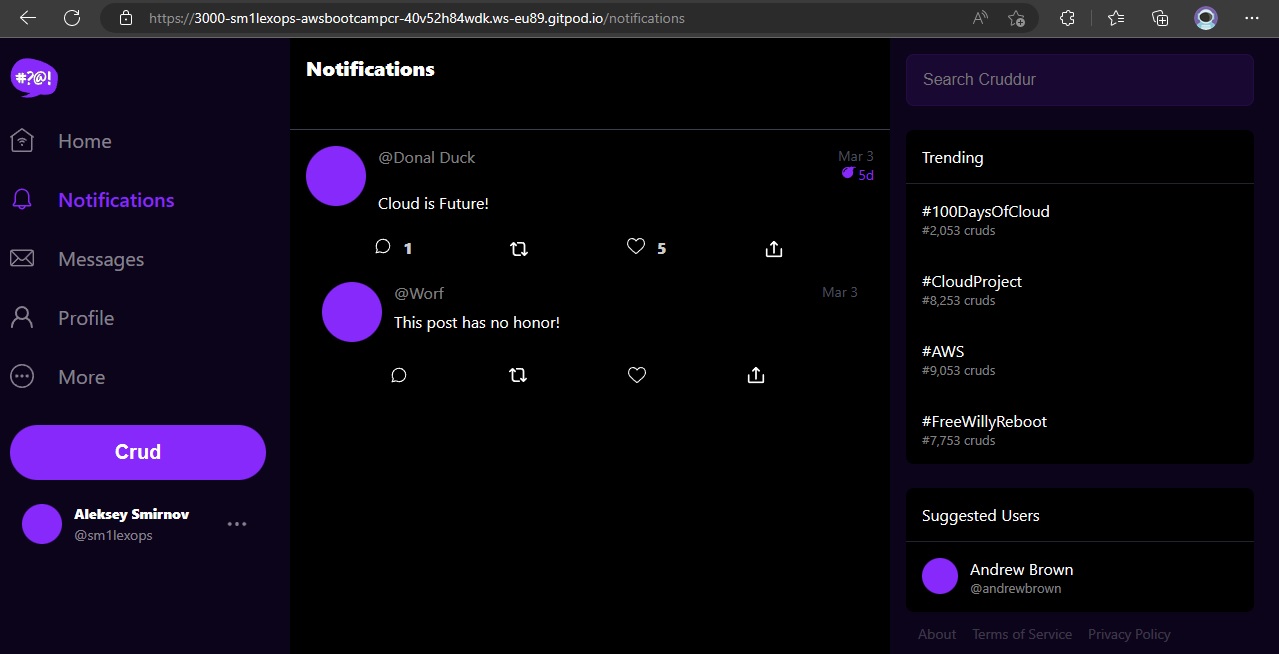 https://3000-sm1lexops-awsbootcampcr-40v52h84wdk.ws-eu89.gitpod.io/notifications
#?@!
Home
Notifications
Messages
Profile
More
Crud
Aleksey Smirnov
@sm1lexops
Notifications
@Donal Duck
Mar 3
5d
Cloud is Future!
1
5
@Worf
Mar 3
This post has no honor!
Search Cruddur
Trending
#100DaysOfCloud
#2,053 cruds
#CloudProject
#8,253 cruds
#AWS
#9,053 cruds
#FreeWillyReboot
#7,753 cruds
Suggested Users
Andrew Brown
@andrewbrown
About Terms of Service Privacy Policy